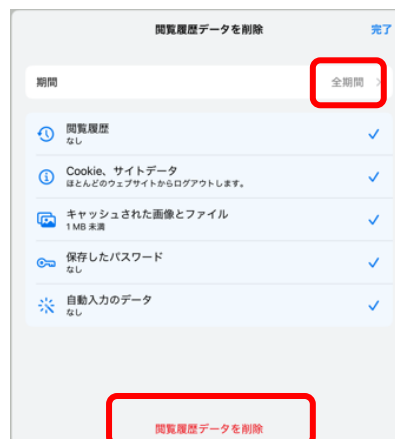 閲覧履歴データを削除
完了
期間
全期間
閲覧履歴
なし
Cookie、サイトデータ
ほとんどのウェブサイトからログアウトします。
キャッシュされた画像とファイル
1 MB 未満
保存したパスワード
なし
自動入力のデータ
なし
閲覧履歴データを削除